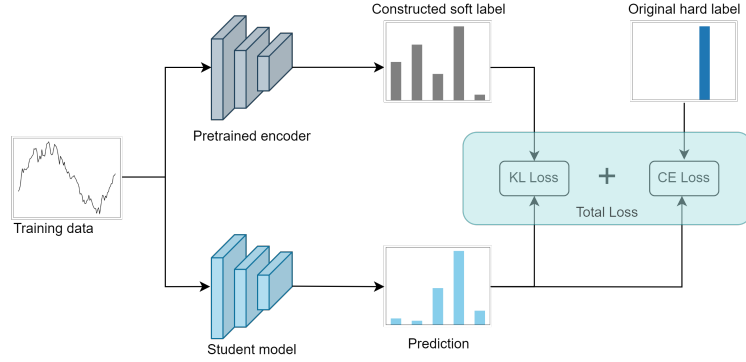 Constructed soft label
Original hard label
Pretrained encoder
KL Loss
+
CE Loss
Total Loss
Training data
Student model
Prediction